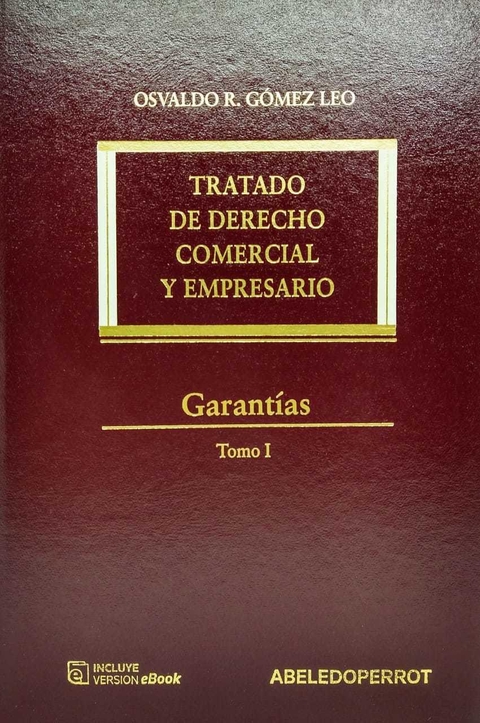 OSVALDO R. GÓMEZ LEO
TRATADO
DE DERECHO
COMERCIAL
Y EMPRESARIO
Garantías
Tomo I
INCLUYE
VERSION eBook
ABELEDOPERROT